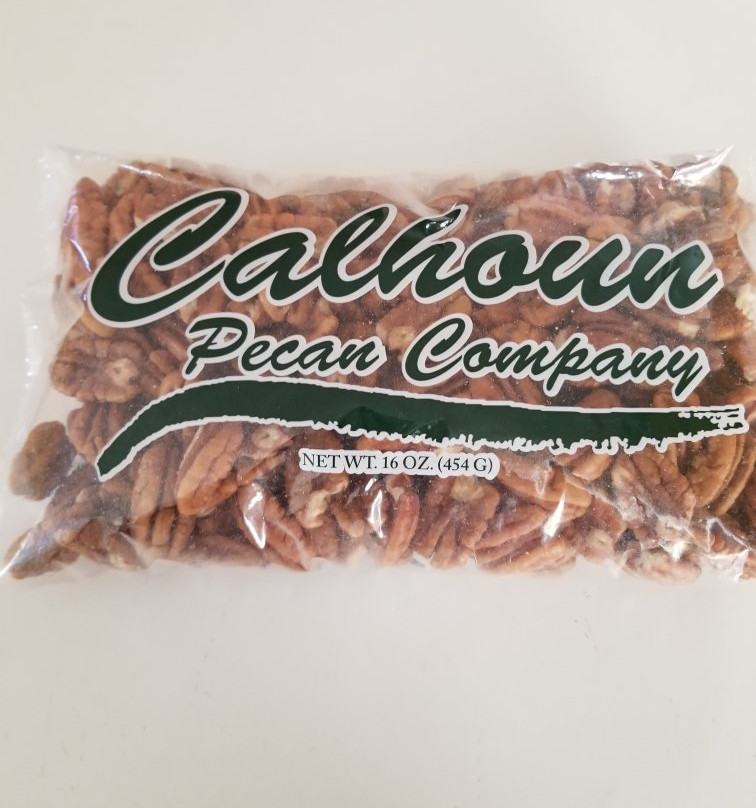 Calhoun
Pecan Company
NET WT. 16 OZ. (454 G)